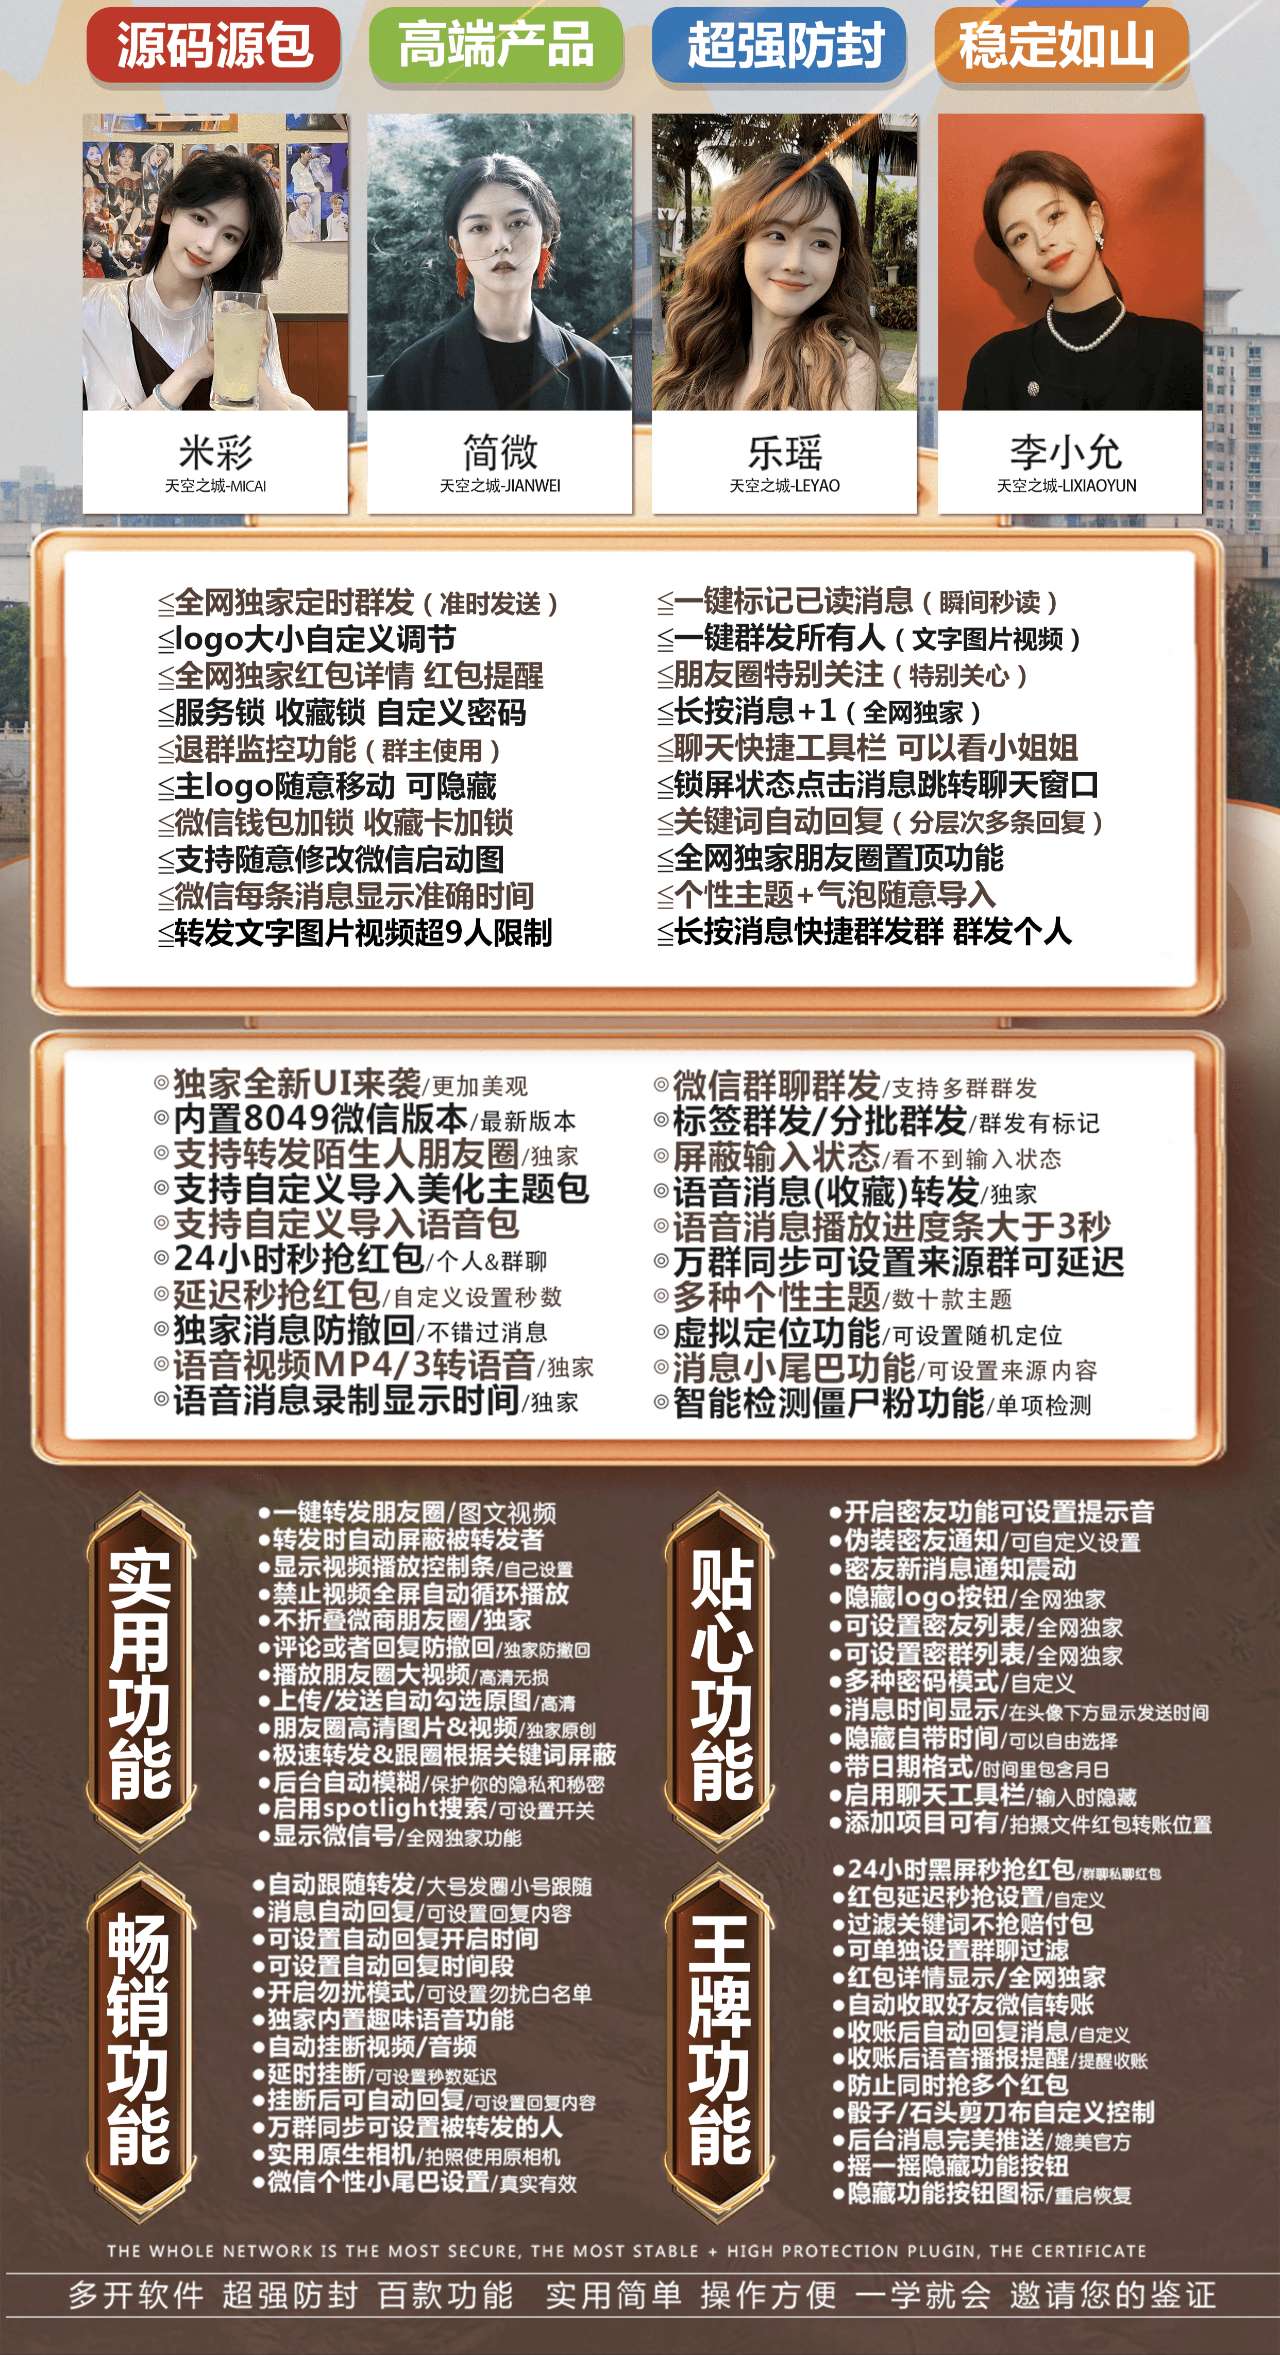 源码源包
高端产品
超强防封
稳定如山
米彩
天空之城-MICAI
简微
天空之城-JIANWEI
乐瑶
天空之城-LEYAO
李小允
天空之城-LIXIAOYUN
≦全网独家定时群发（准时发送）
≦logo大小自定义调节
≦全网独家红包详情 红包提醒
≦服务锁 收藏锁 自定义密码
≦退群监控功能（群主使用）
≦主logo随意移动 可隐藏
≦微信钱包加锁 收藏卡加锁
≦支持随意修改微信启动图
≦微信每条消息显示准确时间
≦转发文字图片视频超9人限制
≦一键标记已读消息（瞬间秒读）
≦一键群发所有人（文字图片视频）
≦朋友圈特别关注（特别关心）
≦长按消息+1（全网独家）
≦聊天快捷工具栏 可以看小姐姐
≦锁屏状态点击消息跳转聊天窗口
≦关键词自动回复（分层次多条回复）
≦全网独家朋友圈置顶功能
≦个性主题+气泡随意导入
≦长按消息快捷群发群 群发个人
◎独家全新UI来袭/更加美观
◎内置8049微信版本/最新版本
◎支持转发陌生人朋友圈/独家
◎支持自定义导入美化主题包
◎支持自定义导入语音包
◎24小时秒抢红包/个人&群聊
◎延迟秒抢红包/自定义设置秒数
◎独家消息防撤回/不错过消息
◎语音视频MP4/3转语音/独家
◎语音消息录制显示时间/独家
◎微信群聊群发/支持多群群发
◎标签群发/分批群发/群发有标记
◎屏蔽输入状态/看不到输入状态
◎语音消息(收藏)转发/独家
◎语音消息播放进度条大于3秒
◎万群同步可设置来源群可延迟
◎多种个性主题/数十款主题
◎虚拟定位功能/可设置随机定位
◎消息小尾巴功能/可设置来源内容
◎智能检测僵尸粉功能/单项检测
实用功能
●一键转发朋友圈/图文视频
●转发时自动屏蔽被转发者
●显示视频播放控制条/自己设置
●禁止视频全屏自动循环播放
●不折叠微商朋友圈/独家
●评论或者回复防撤回/独家防撤回
●播放朋友圈大视频/高清无损
●上传/发送自动勾选原图/高清
●朋友圈高清图片&视频/独家原创
●极速转发&跟圈根据关键词屏蔽
●后台自动模糊/保护你的隐私和秘密
●启用spotlight搜索/可设置开关
●显示微信号/全网独家功能
贴心功能
●开启密友功能可设置提示音
●伪装密友通知/可自定义设置
●密友新消息通知震动
●隐藏logo按钮/全网独家
●可设置密友列表/全网独家
●可设置密群列表/全网独家
●多种密码模式/自定义
●消息时间显示/在头像下方显示发送时间
●隐藏自带时间/可以自由选择
●带日期格式/时间里包含月日
●启用聊天工具栏/输入时隐藏
●添加项目可有/拍摄文件红包转账位置
畅销功能
●自动跟随转发/大号发圈小号跟随
●消息自动回复/可设置回复内容
●可设置自动回复开启时间
●可设置自动回复时间段
●开启勿扰模式/可设置勿扰白名单
●独家内置趣味语音功能
●自动挂断视频/音频
●延时挂断/可设置秒数延迟
●挂断后可自动回复/可设置回复内容
●万群同步可设置被转发的人
●实用原生相机/拍照使用原相机
●微信个性小尾巴设置/真实有效
王牌功能
●24小时黑屏秒抢红包/群聊私聊红包
●红包延迟秒抢设置/自定义
●过滤关键词不抢赔付包
●可单独设置群聊过滤
●红包详情显示/全网独家
●自动收取好友微信转账
●收账后自动回复消息/自定义
●收账后语音播报提醒/提醒收账
●防止同时抢多个红包
●骰子/石头剪刀布自定义控制
●后台消息完美推送/媲美官方
●摇一摇隐藏功能按钮
●隐藏功能按钮图标/重启恢复
THE WHOLE NETWORK IS THE MOST SECURE, THE MOST STABLE + HIGH PROTECTION PLUGIN, THE CERTIFICATE
多开软件 超强防封 百款功能 实用简单 操作方便 一学就会 邀请您的鉴证